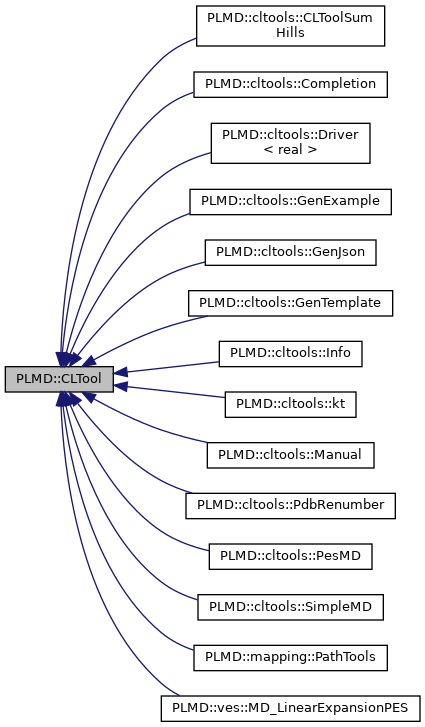 PLMD::cltools::CLToolSum
Hills
PLMD::cltools::Completion
PLMD::cltools::Driver
< real >
PLMD::cltools::GenExample
PLMD::cltools::GenJson
PLMD::cltools::GenTemplate
PLMD::cltools::Info
PLMD::CLTool
PLMD::cltools::kt
PLMD::cltools::Manual
PLMD::cltools::PdbRenumber
PLMD::cltools::PesMD
PLMD::cltools::SimpleMD
PLMD::mapping::PathTools
PLMD::ves::MD_LinearExpansionPES